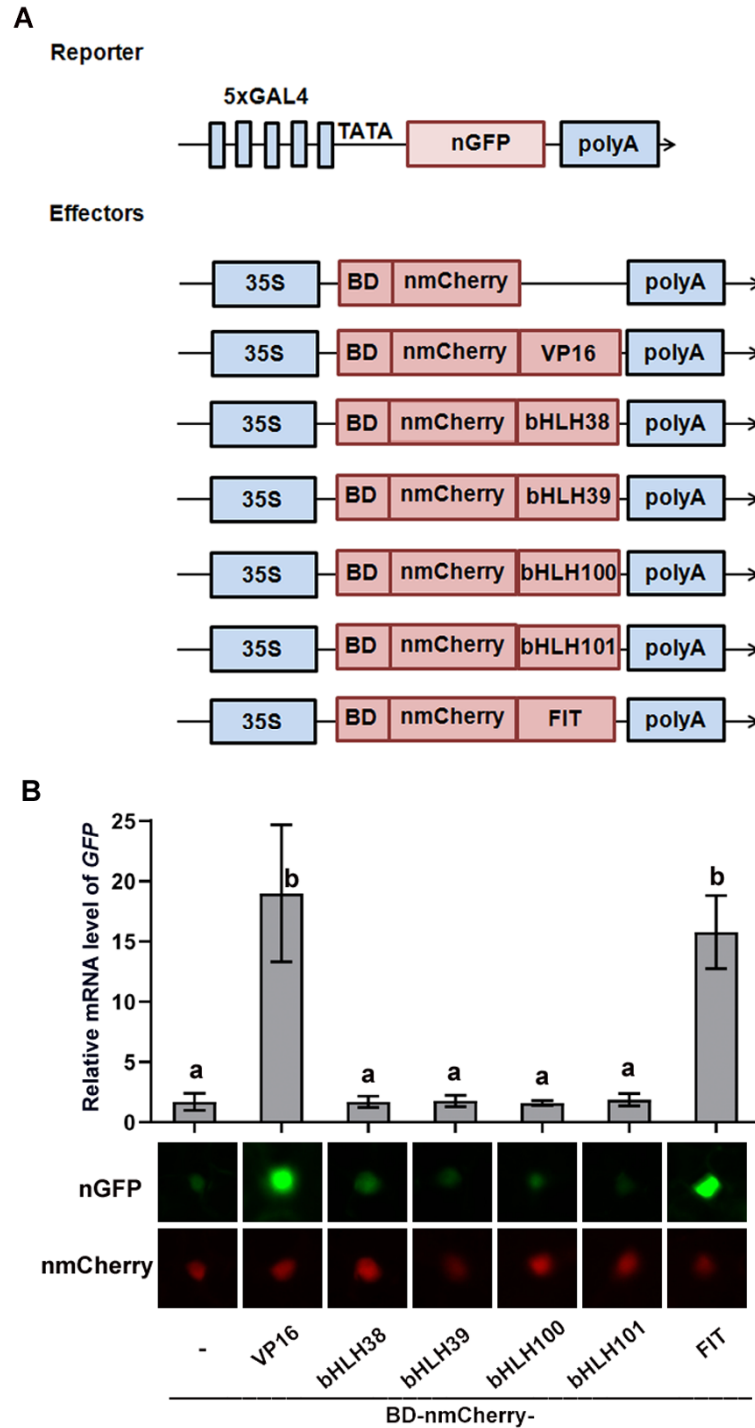 A
Reporter
5xGAL4
TATA
nGFP polyA
Effectors
35S BD nmCherry polyA
35S BD nmCherry VP16 polyA
35S BD nmCherry bHLH38 polyA
35S BD nmCherry bHLH39 polyA
35S BD nmCherry bHLH100 polyA
35S BD nmCherry bHLH101 polyA
35S BD nmCherry FIT polyA
B
Relative mRNA level of GFP
25
20
15
10
5
0
a b a a a a b
nGFP
nmCherry
- VP16 bHLH38 bHLH39 bHLH100 bHLH101 FIT
BD-nmCherry-